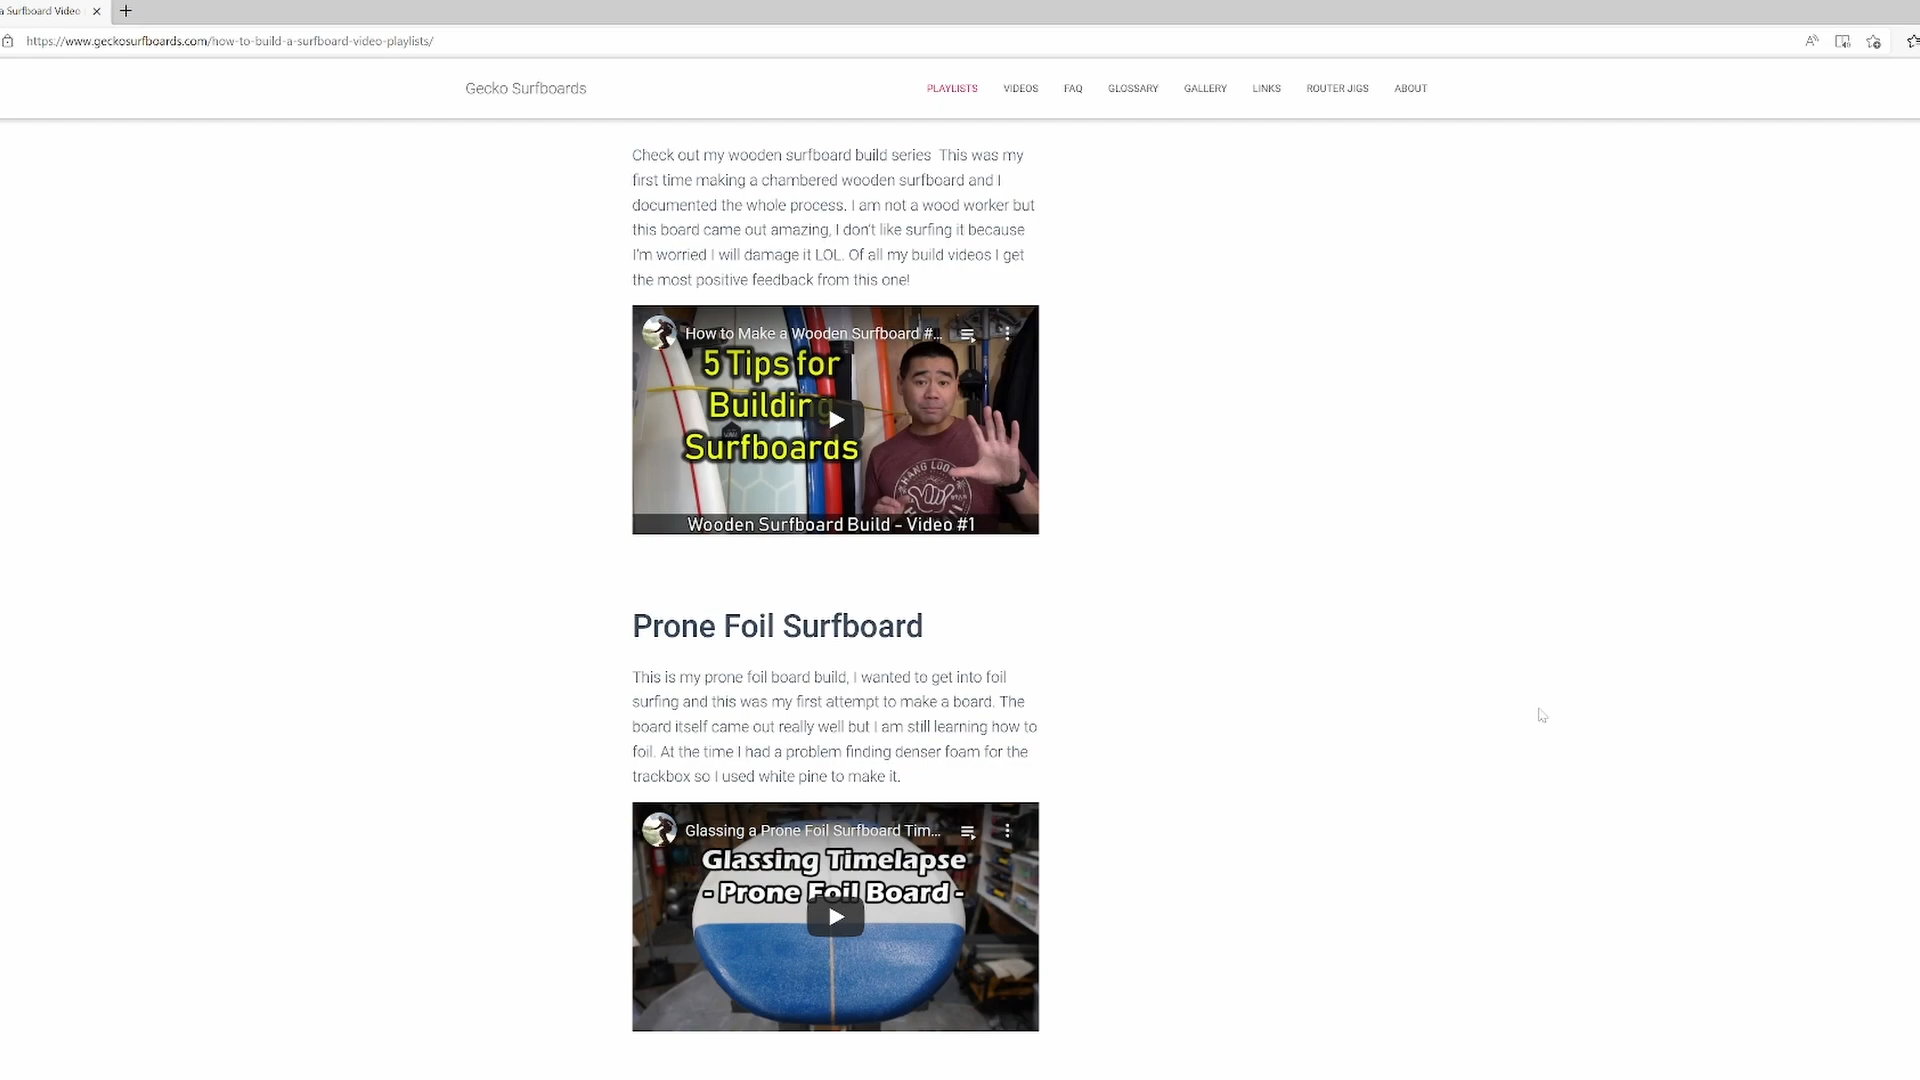 a Surfboard Video
https://www.geckosurfboards.com/how-to-build-a-surfboard-video-playlists/
Gecko Surfboards
PLAYLISTS
VIDEOS
FAQ
GLOSSARY
GALLERY
LINKS
ROUTER JIGS
ABOUT
Check out my wooden surfboard build series  This was my
first time making a chambered wooden surfboard and I
documented the whole process. I am not a wood worker but
this board came out amazing, I don't like surfing it because
I'm worried I will damage it LOL. Of all my build videos I get
the most positive feedback from this one!
How to Make a Wooden Surfboard #...
5 Tips for
Building
Surfboards
HANG LOOSE
Wooden Surfboard Build - Video #1
Prone Foil Surfboard
This is my prone foil board build, I wanted to get into foil
surfing and this was my first attempt to make a board. The
board itself came out really well but I am still learning how to
foil. At the time I had a problem finding denser foam for the
trackbox so I used white pine to make it.
Glassing a Prone Foil Surfboard Tim...
Glassing Timelapse
- Prone Foil Board -